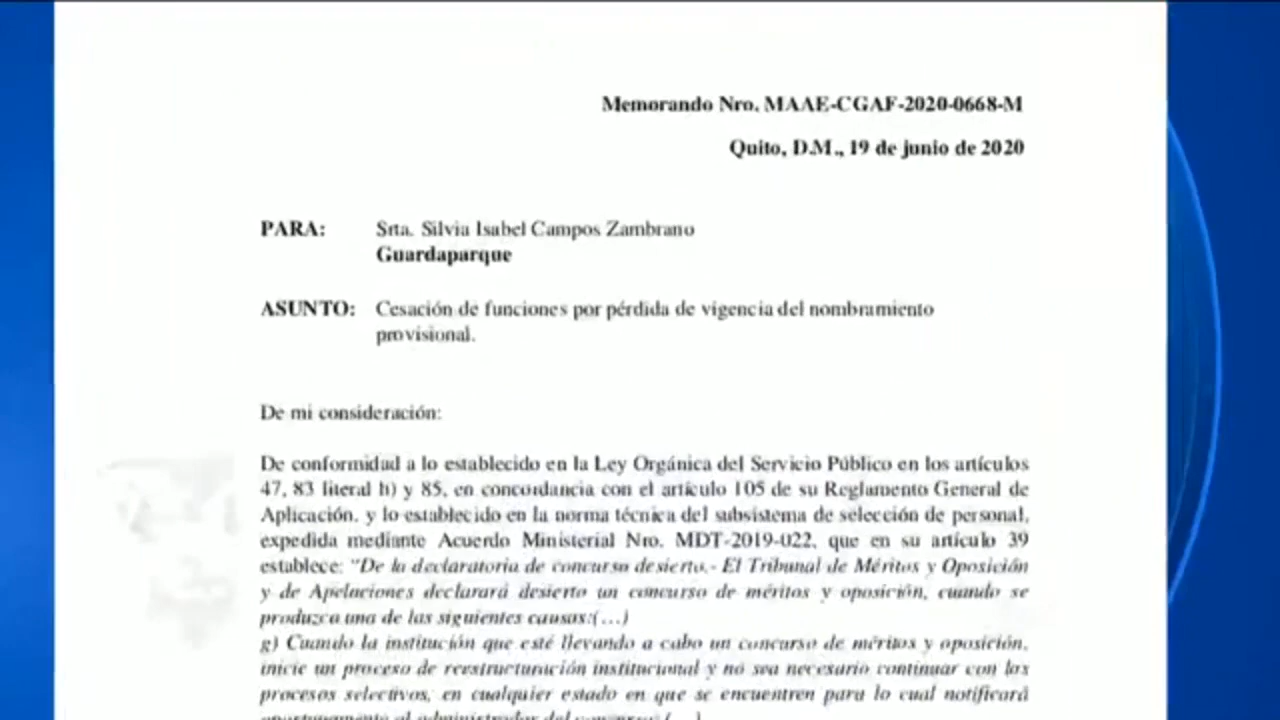 Memorando Nro. MAAE-CGAF-2020-0668-M
Quito, D.M., 19 de junio de 2020
PARA: Srta. Silvia Isabel Campos Zambrano
Guardaparque
ASUNTO: Cesación de funciones por pérdida de vigencia del nombramiento
provisional.
De mi consideración:
De conformidad a lo establecido en la Ley Orgánica del Servicio Público en los artículos
47, 83 literal h) y 85, en concordancia con el artículo 105 de su Reglamento General de
Aplicación, y lo establecido en la norma técnica del subsistema de selección de personal,
expedida mediante Acuerdo Ministerial Nro. MDT-2019-022, que en su artículo 39
establece: "De la declaratoria de concurso desierto.- El Tribunal de Méritos y Oposición
y de Apelaciones declarará desierto un concurso de méritos y oposición, cuando se
produzca una de las siguientes causas:(...)
g) Cuando la institución que esté llevando a cabo un concurso de méritos y oposición,
inicie un proceso de reestructuración institucional y no sea necesario continuar con los
procesos selectivos, en cualquier estado en que se encuentren para lo cual notificará